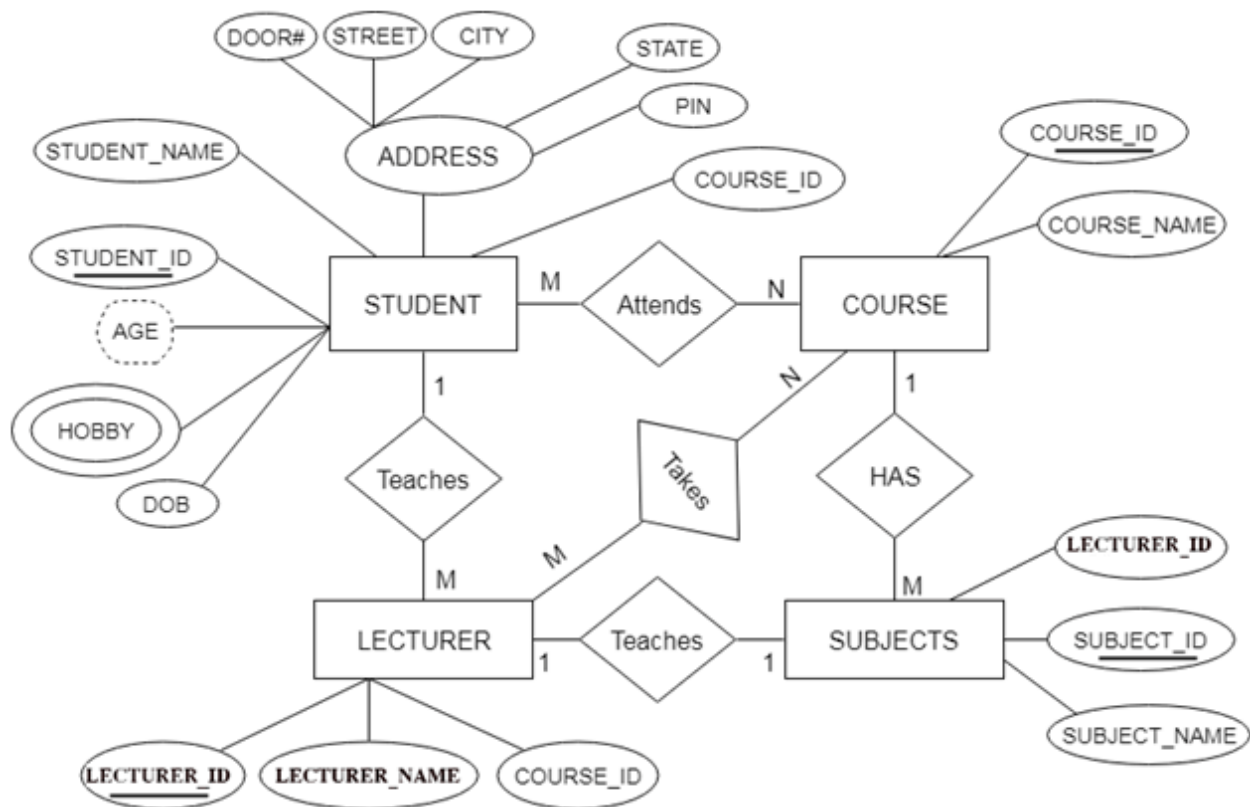 DOOR#
STREET
CITY
STATE
PIN
ADDRESS
STUDENT_NAME
COURSE_ID
COURSE_ID
COURSE_NAME
STUDENT_ID
AGE
HOBBY
DOB
STUDENT
M
Attends
N
COURSE
1
Teaches
M
N
Takes
M
1
HAS
M
LECTURER
1
Teaches
1
SUBJECTS
LECTURER_ID
SUBJECT_ID
SUBJECT_NAME
LECTURER_ID
LECTURER_NAME
COURSE_ID